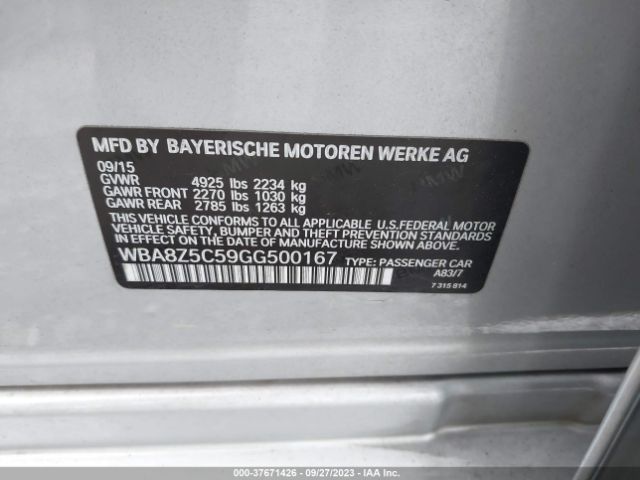 MFD BY BAYERISCHE MOTOREN WERKE AG
09/15
GVWR 4925 lbs 2234 kg
GAWR FRONT 2270 lbs 1030 kg
GAWR REAR 2785 lbs 1263 kg
THIS VEHICLE CONFORMS TO ALL APPLICABLE U.S.FEDERAL MOTOR
VEHICLE SAFETY, BUMPER, AND THEFT PREVENTION STANDARDS IN
EFFECT ON THE DATE OF MANUFACTURE SHOWN ABOVE.
WBA8Z5C59GG500167 TYPE: PASSENGER CAR
A83/7
7 315 814
000-37671426 - 09/27/2023 - IAA Inc.